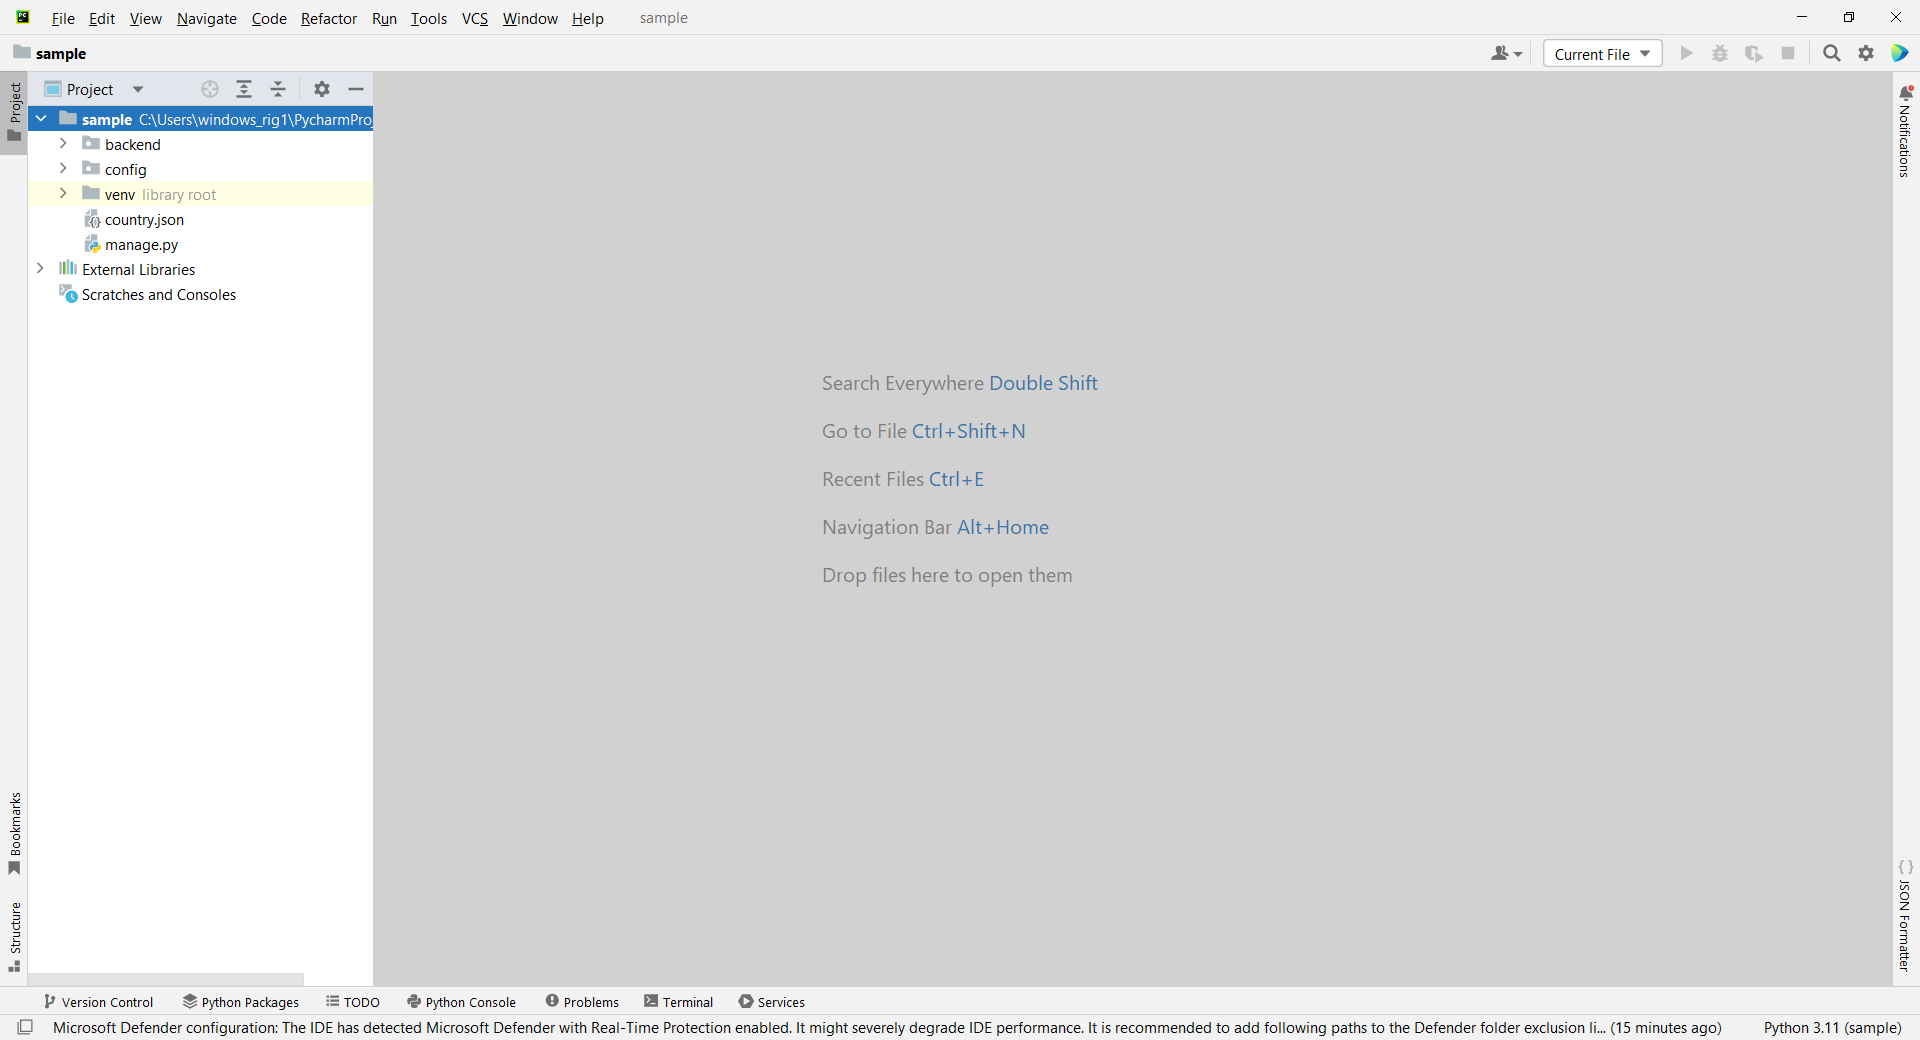 File Edit View Navigate Code Refactor Run Tools VCS Window Help sample
sample
Current File
Project
Project
sample C:\Users\windows_rig1\PycharmPro
backend
config
venv library root
country.json
manage.py
External Libraries
Scratches and Consoles
Search Everywhere Double Shift
Go to File Ctrl+Shift+N
Recent Files Ctrl+E
Navigation Bar Alt+Home
Drop files here to open them
Notifications
Bookmarks
Structure
JSON Formatter
Version Control Python Packages TODO Python Console Problems Terminal Services
Microsoft Defender configuration: The IDE has detected Microsoft Defender with Real-Time Protection enabled. It might severely degrade IDE performance. It is recommended to add following paths to the Defender folder exclusion li... (15 minutes ago) Python 3.11 (sample)